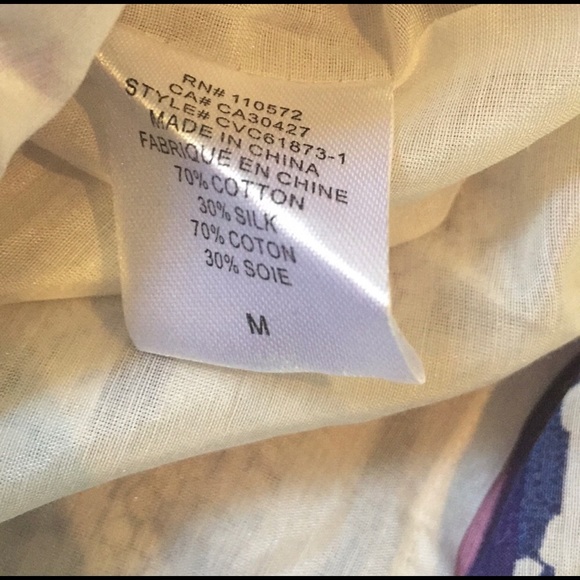 RN# 110572
CA# CA30427
STYLE# CVC61873-1
MADE IN CHINA
FABRIQUÉ EN CHINE
70% COTTON
30% SILK
70% COTON
30% SOIE
M